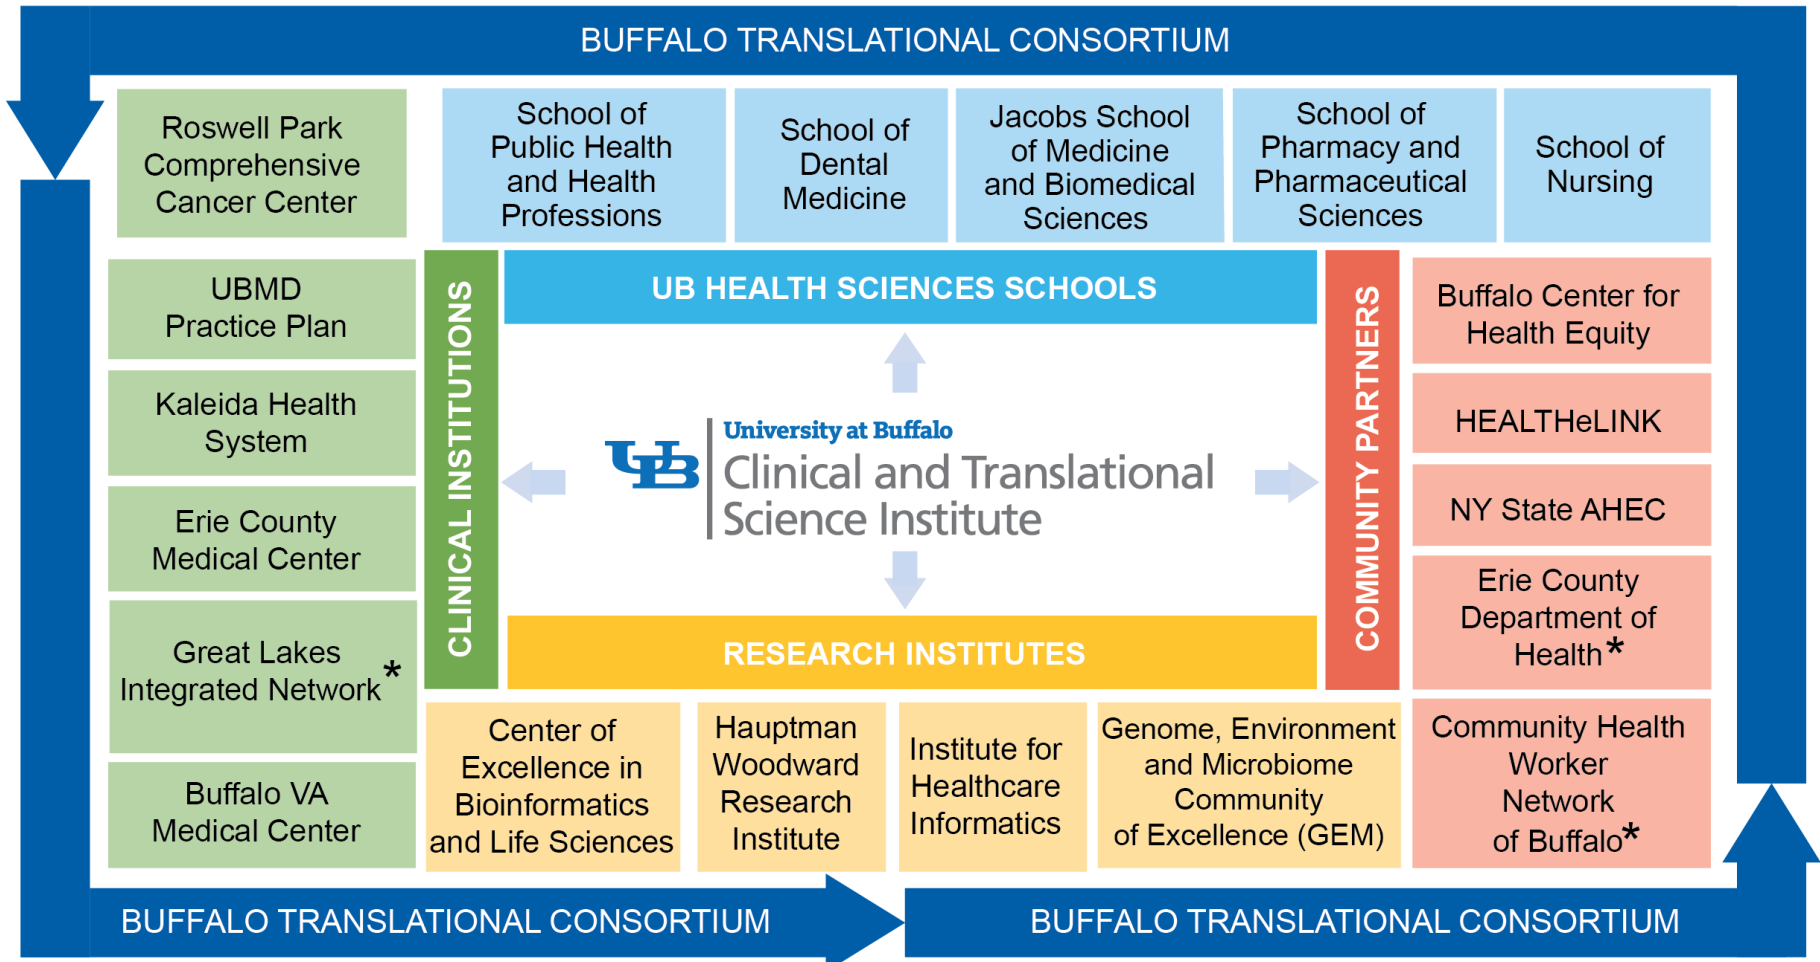 BUFFALO TRANSLATIONAL CONSORTIUM
Roswell Park
Comprehensive
Cancer Center
School of
Public Health
and Health
Professions
School of
Dental
Medicine
Jacobs School
of Medicine
and Biomedical
Sciences
School of
Pharmacy and
Pharmaceutical
Sciences
School of
Nursing
UBMD
Practice Plan
Kaleida Health
System
Erie County
Medical Center
Great Lakes
Integrated Network*
Buffalo VA
Medical Center
CLINICAL INSTITUTIONS
UB HEALTH SCIENCES SCHOOLS
UB
University at Buffalo
Clinical and Translational
Science Institute
RESEARCH INSTITUTES
COMMUNITY PARTNERS
Buffalo Center for
Health Equity
HEALTHeLINK
NY State AHEC
Erie County
Department of
Health*
Community Health
Worker
Network
of Buffalo*
Center of
Excellence in
Bioinformatics
and Life Sciences
Hauptman
Woodward
Research
Institute
Institute for
Healthcare
Informatics
Genome, Environment
and Microbiome
Community
of Excellence (GEM)
BUFFALO TRANSLATIONAL CONSORTIUM
BUFFALO TRANSLATIONAL CONSORTIUM